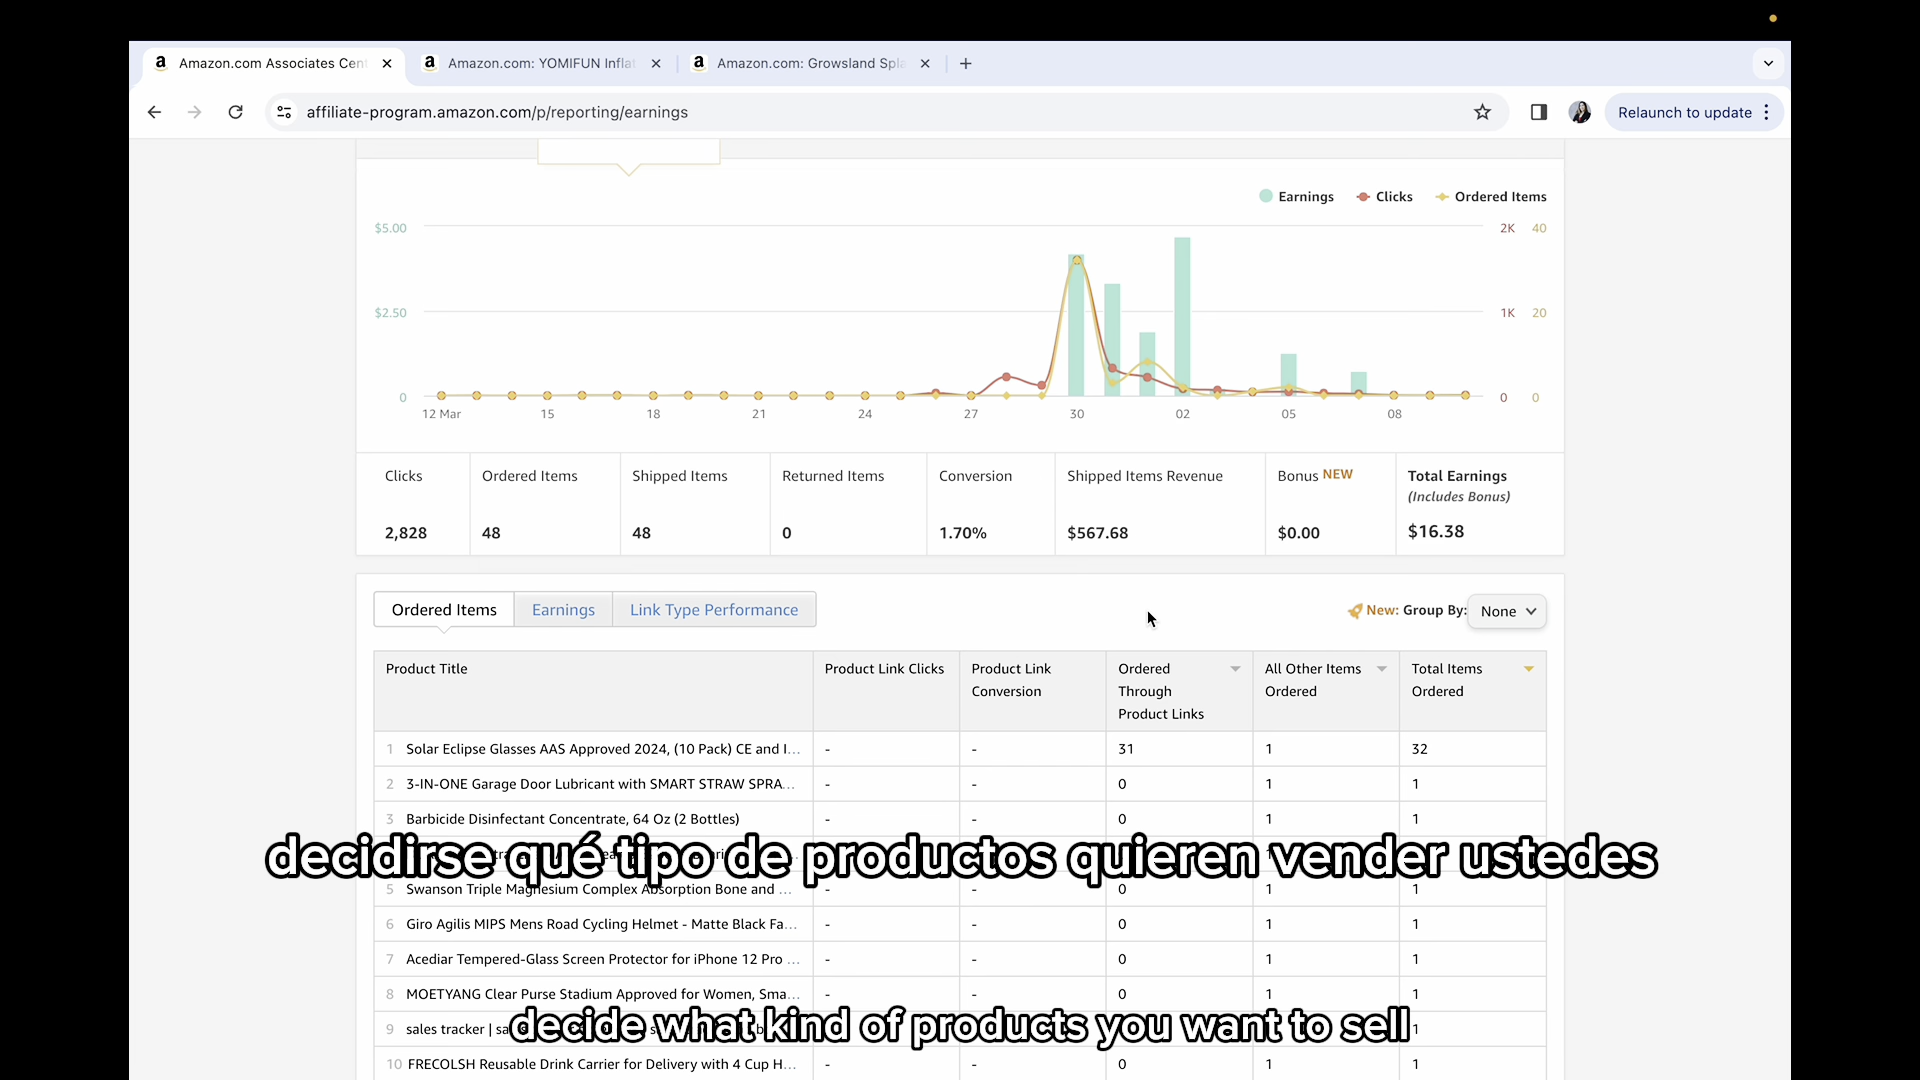 Amazon.com Associates Cent
Amazon.com: YOMIFUN Infla
Amazon.com: Growsland Spla
affiliate-program.amazon.com/p/reporting/earnings
Relaunch to update
Earnings Clicks Ordered Items
$5.00 2K 40
$2.50 1K 20
0 0 0
12 Mar 15 18 21 24 27 30 02 05 08
Clicks Ordered Items Shipped Items Returned Items Conversion Shipped Items Revenue Bonus NEW Total Earnings
(Includes Bonus)
2,828 48 48 0 1.70% $567.68 $0.00 $16.38
Ordered Items Earnings Link Type Performance New: Group By: None
Product Title Product Link Clicks Product Link Conversion Ordered Through Product Links All Other Items Ordered Total Items Ordered
1 Solar Eclipse Glasses AAS Approved 2024, (10 Pack) CE and I... - - 31 1 32
2 3-IN-ONE Garage Door Lubricant with SMART STRAW SPRA... - - 0 1 1
3 Barbicide Disinfectant Concentrate, 64 Oz (2 Bottles) - - 0 1 1
decidirse qué tipo de productos quieren vender ustedes
5 Swanson Triple Magnesium Complex Absorption Bone and ... - - 0 1 1
6 Giro Agilis MIPS Mens Road Cycling Helmet - Matte Black Fa... - - 0 1 1
7 Acediar Tempered-Glass Screen Protector for iPhone 12 Pro ... - - 0 1 1
8 MOETYANG Clear Purse Stadium Approved for Women, Sma... - - 0 1 1
9 sales tracker | 1
decide what kind of products you want to sell
10 FRECOLSH Reusable Drink Carrier for Delivery with 4 Cup H... - - 0 1 1